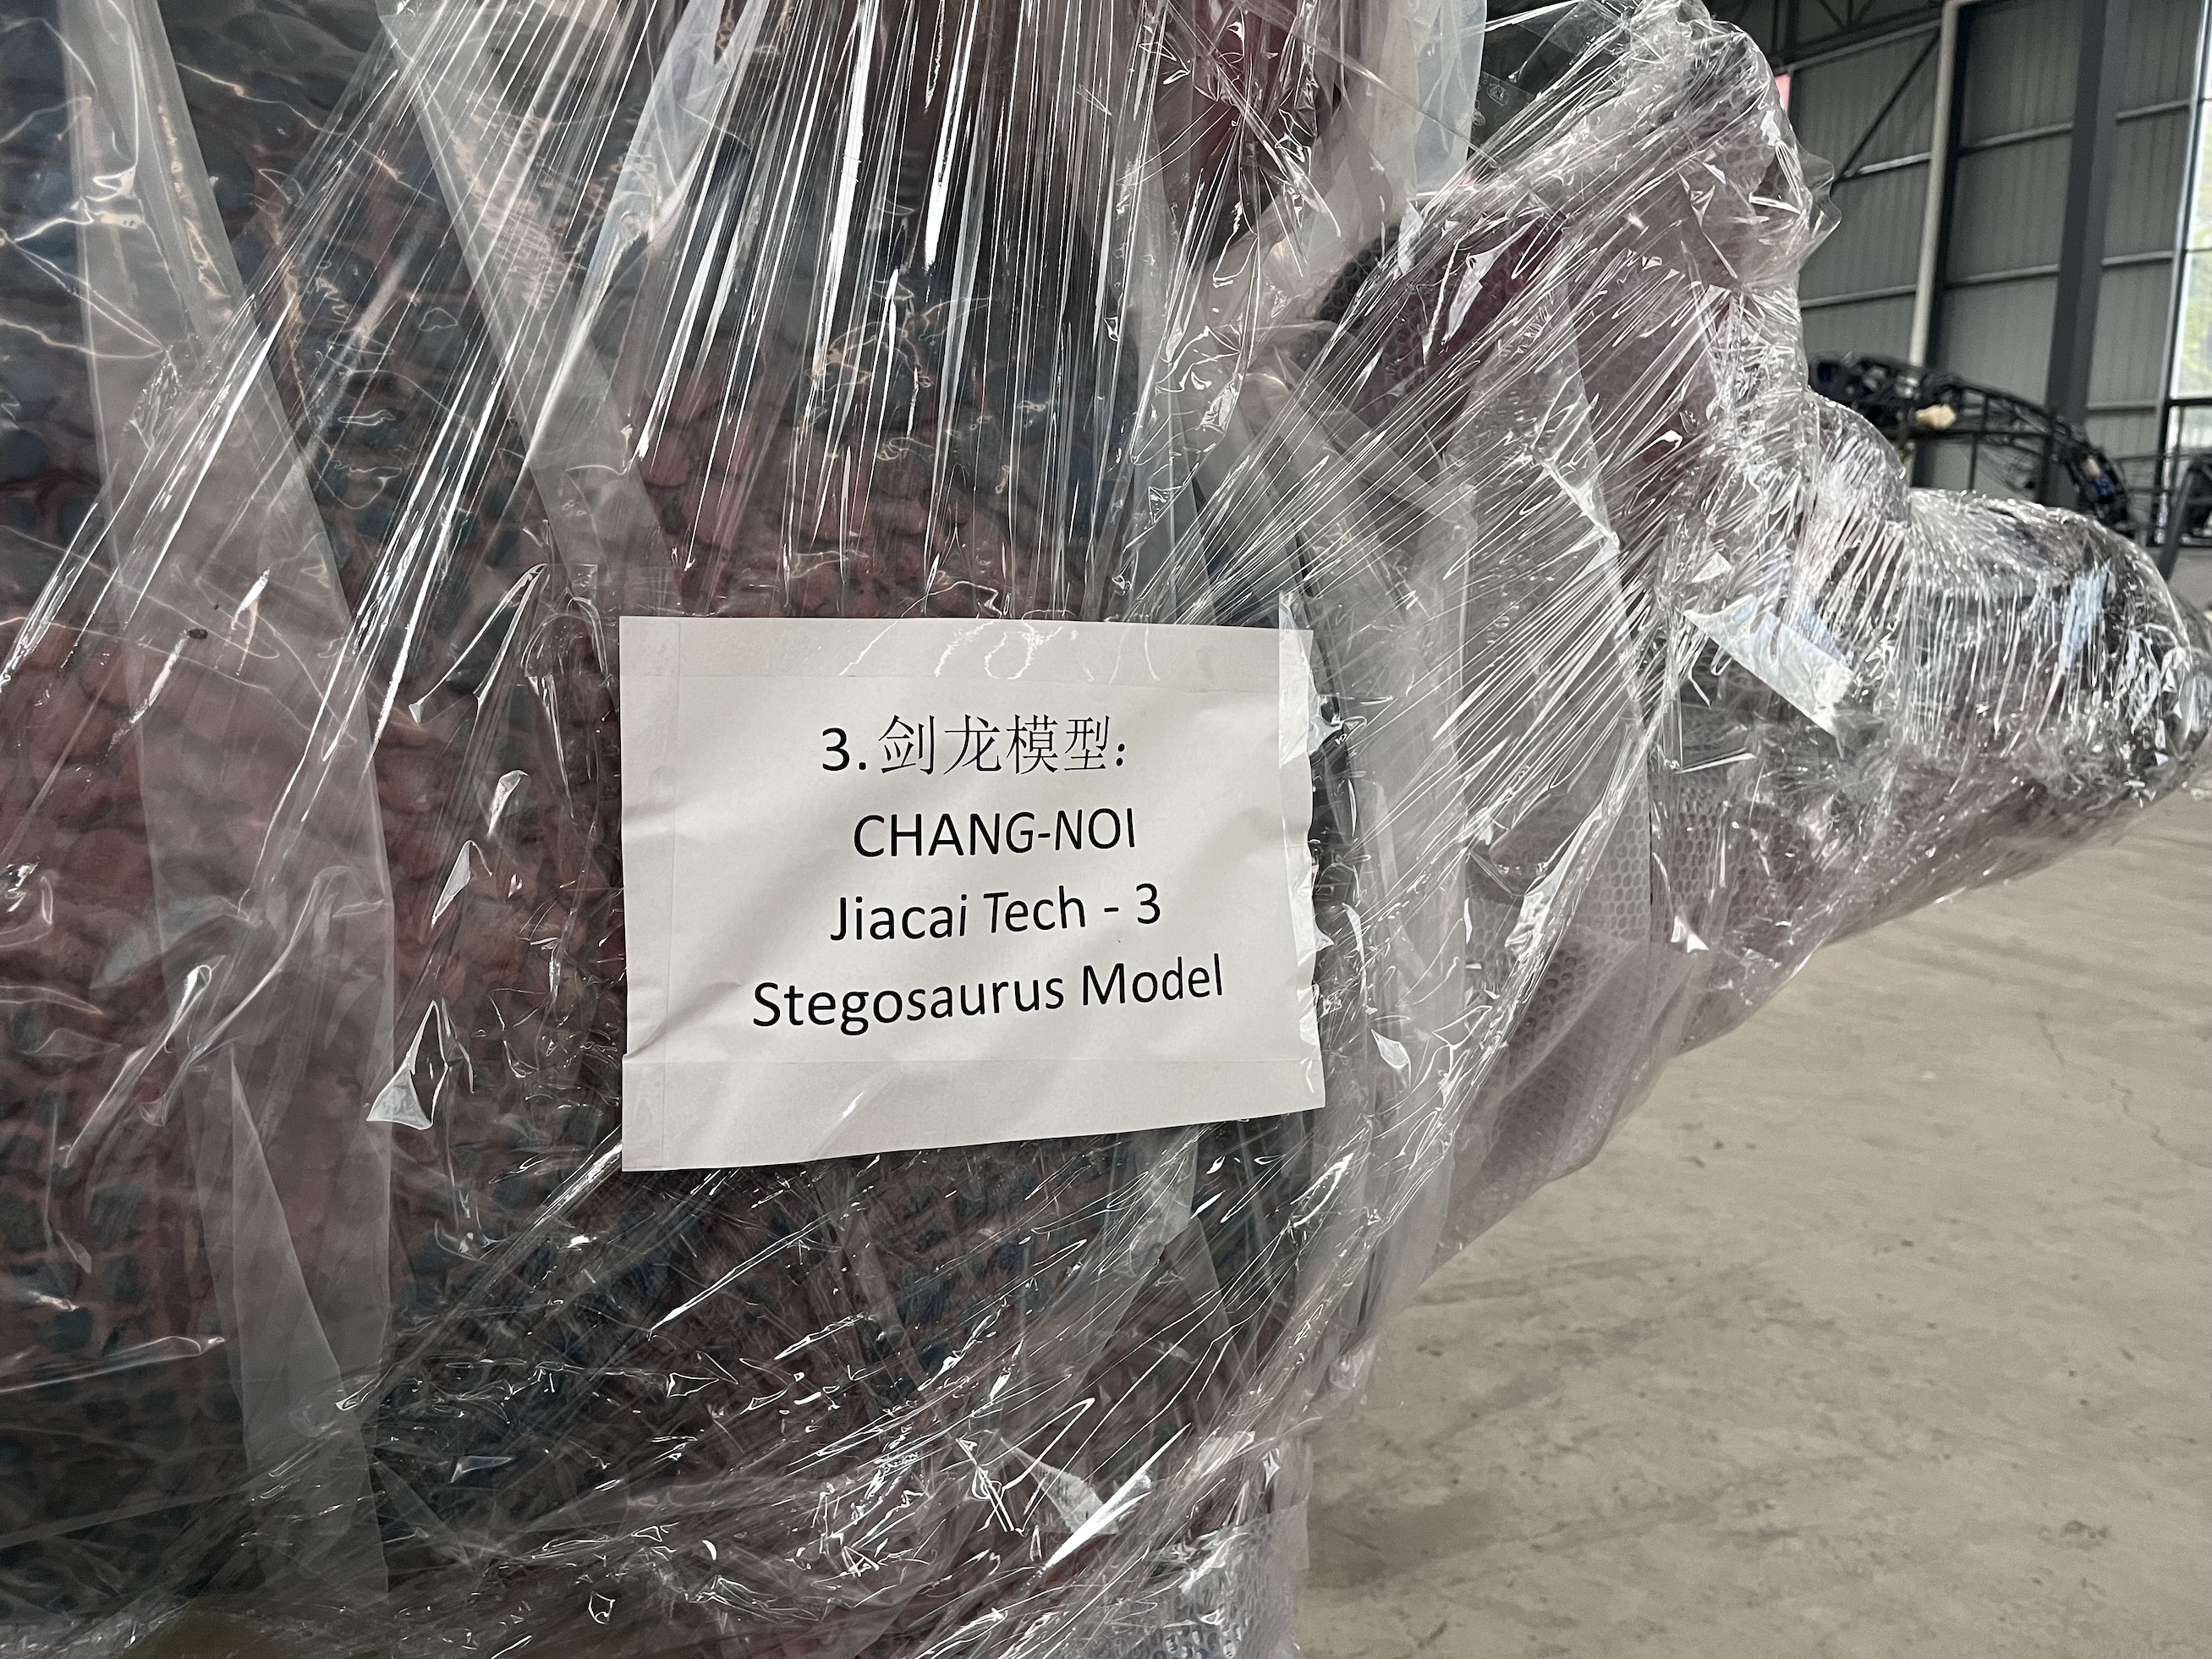 3.剑龙模型:
CHANG-NOI
Jiacai Tech - 3
Stegosaurus Model